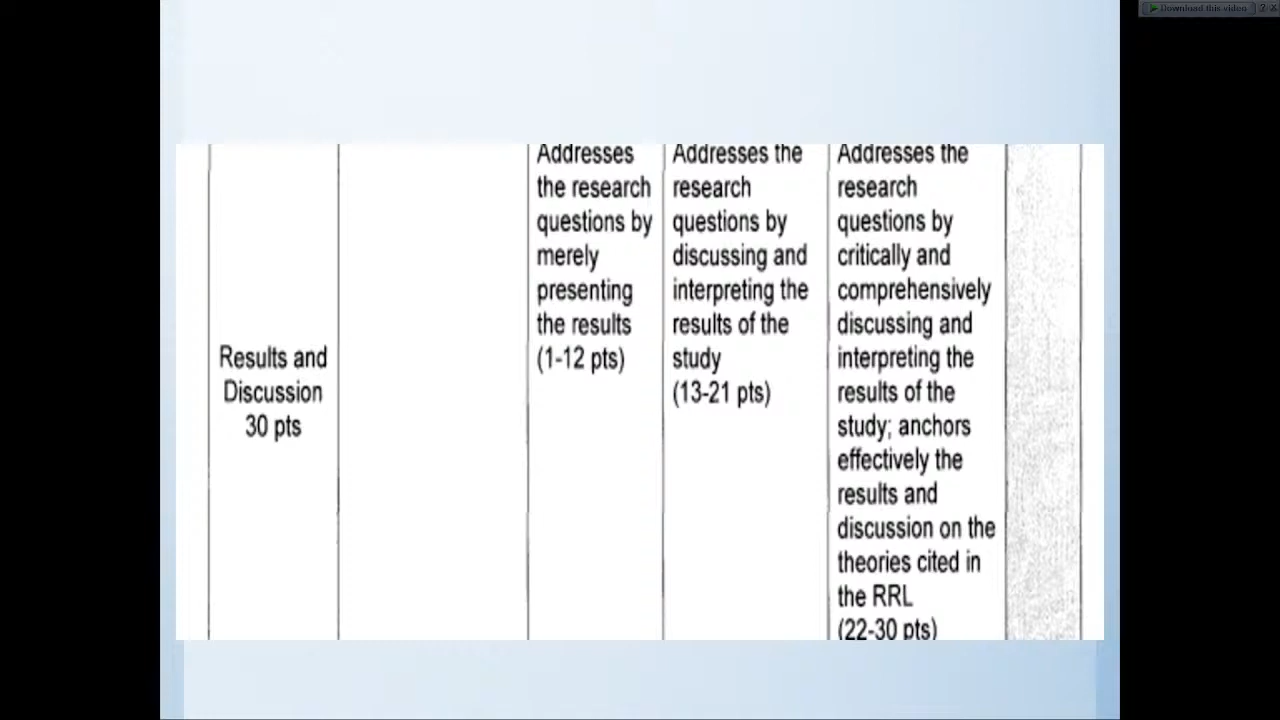 Download this video
? X
Results and
Discussion
30 pts
Addresses
the research
questions by
merely
presenting
the results
(1-12 pts)
Addresses the
research
questions by
discussing and
interpreting the
results of the
study
(13-21 pts)
Addresses the
research
questions by
critically and
comprehensively
discussing and
interpreting the
results of the
study; anchors
effectively the
results and
discussion on the
theories cited in
the RRL
(22-30 pts)